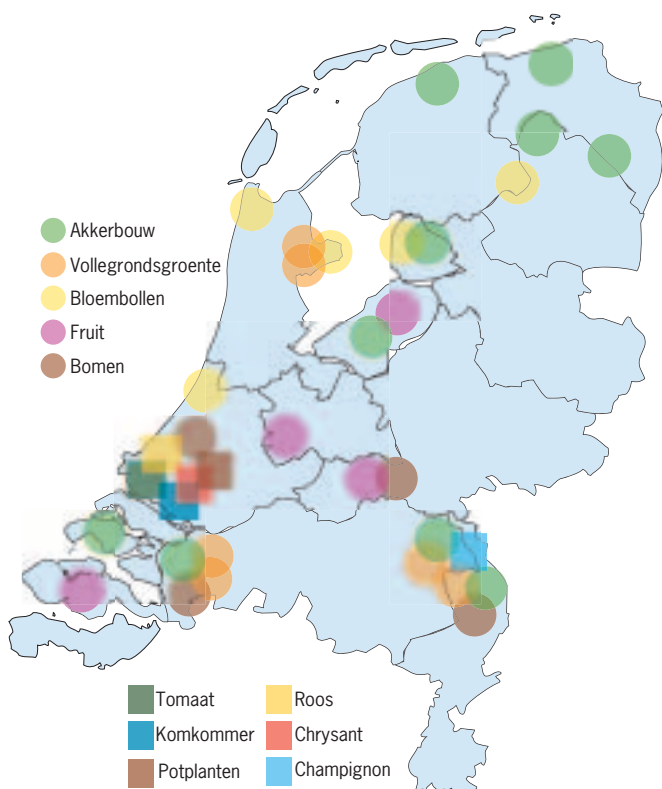 Akkerbouw
Vollegrondsgroente
Bloembollen
Fruit
Bomen
Tomaat
Komkommer
Potplanten
Roos
Chrysant
Champignon